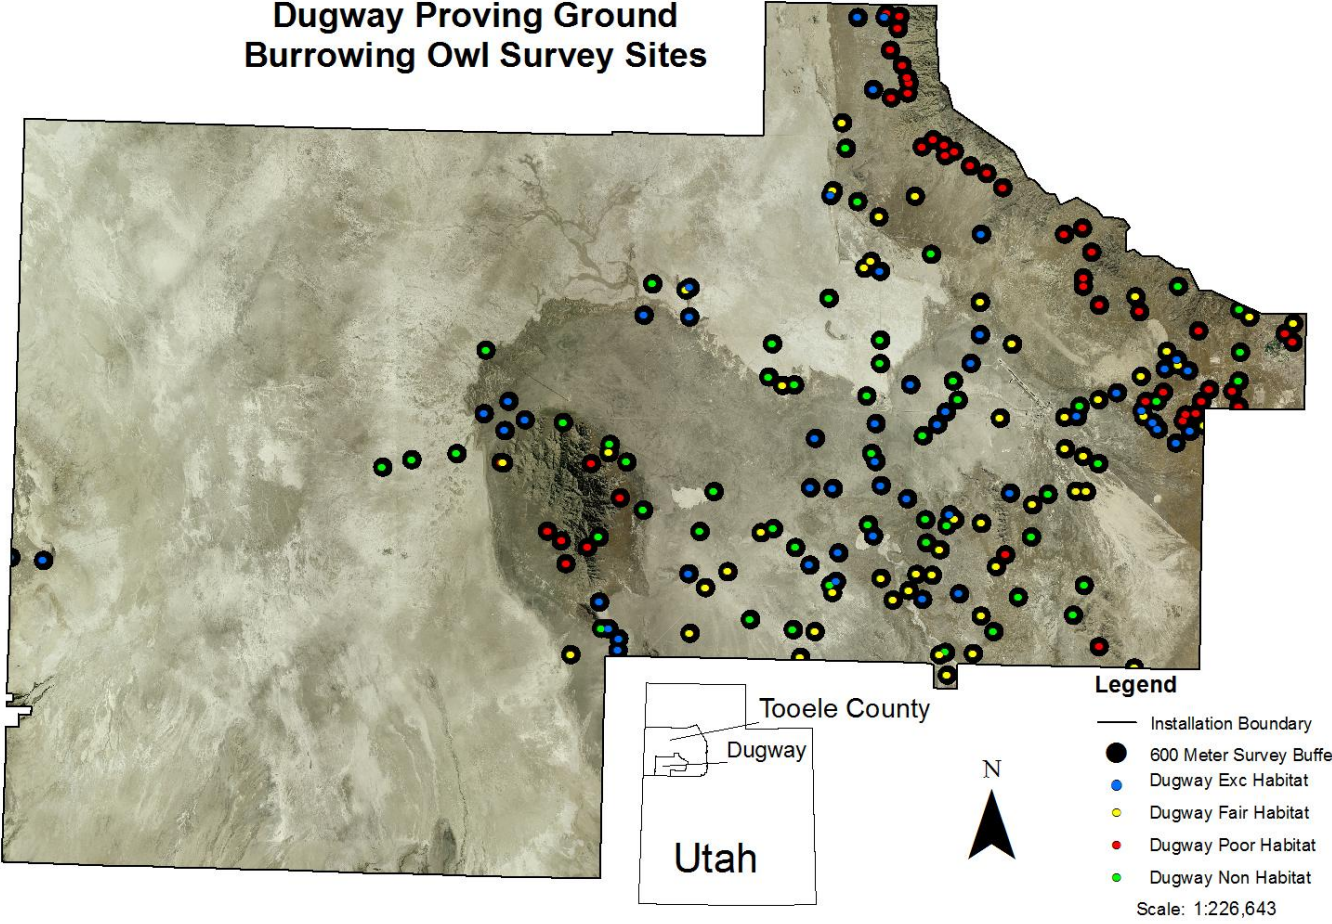 Dugway Proving Ground
Burrowing Owl Survey Sites
Tooele County
Dugway
Utah
N
Legend
Installation Boundary
600 Meter Survey Buffe
Dugway Exc Habitat
Dugway Fair Habitat
Dugway Poor Habitat
Dugway Non Habitat
Scale: 1:226,643